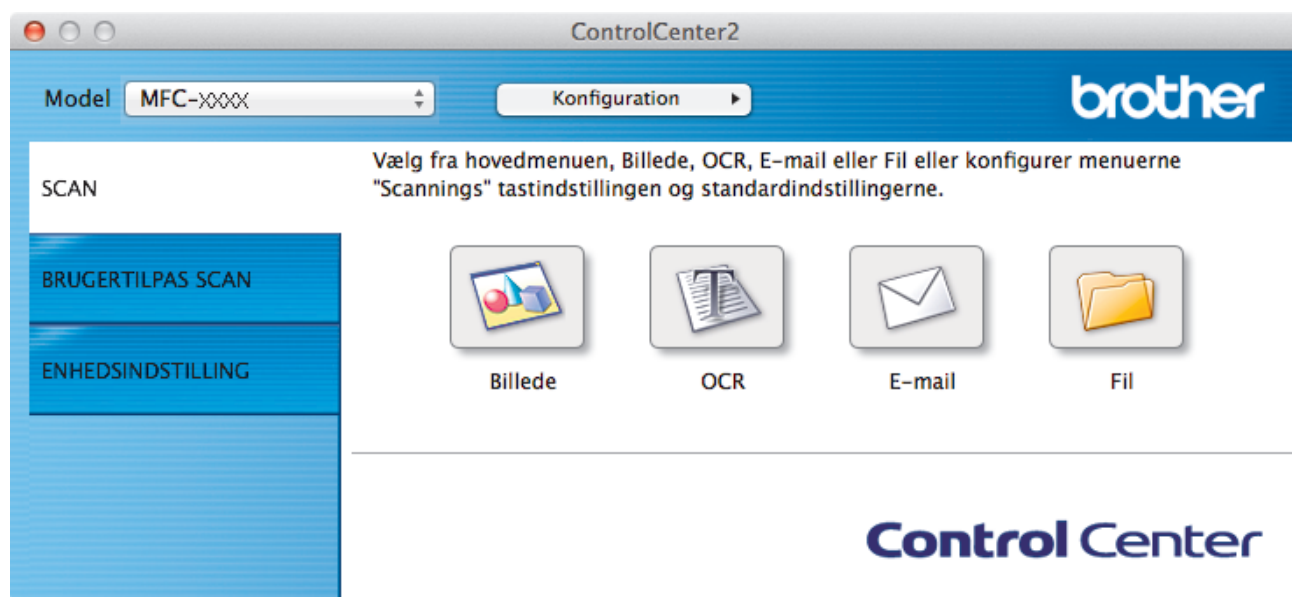 ControlCenter2
Model MFC-XXXX Konfiguration brother
Vælg fra hovedmenuen, Billede, OCR, E-mail eller Fil eller konfigurer menuerne
"Scannings" tastindstillingen og standardindstillingerne.
SCAN
BRUGERTILPAS SCAN
ENHEDSINDSTILLING
Billede OCR E-mail Fil
Control Center